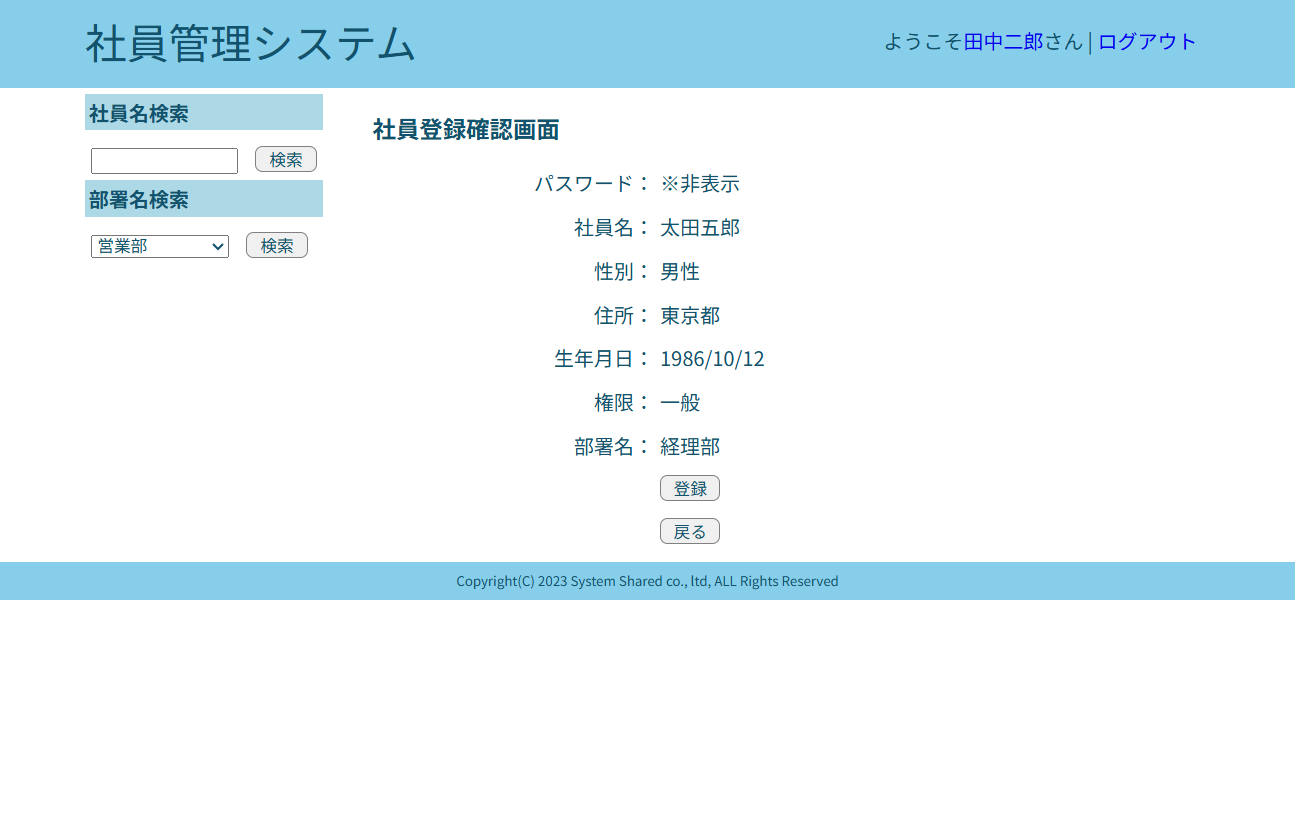 社員管理システム
ようこそ田中二郎さん│ログアウト
社員名検索
検索
部署名検索
営業部 検索
社員登録確認画面
パスワード： ※非表示
社員名： 太田五郎
性別： 男性
住所： 東京都
生年月日： 1986/10/12
権限： 一般
部署名： 経理部
登録
戻る
Copyright(C) 2023 System Shared co., ltd, ALL Rights Reserved